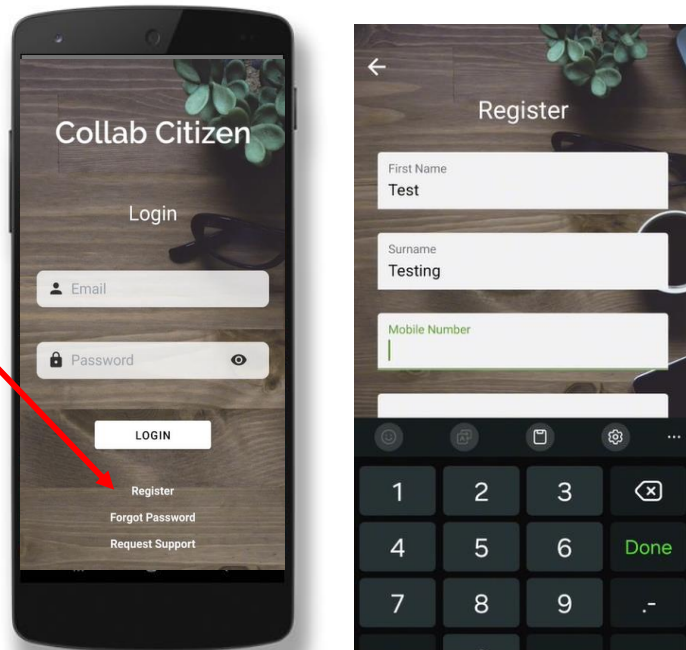 Collab Citizen
Login
Email
Password
LOGIN
Register
Forgot Password
Request Support
Register
First Name
Test
Surname
Testing
Mobile Number
1 2 3
4 5 6 Done
7 8 9 .-